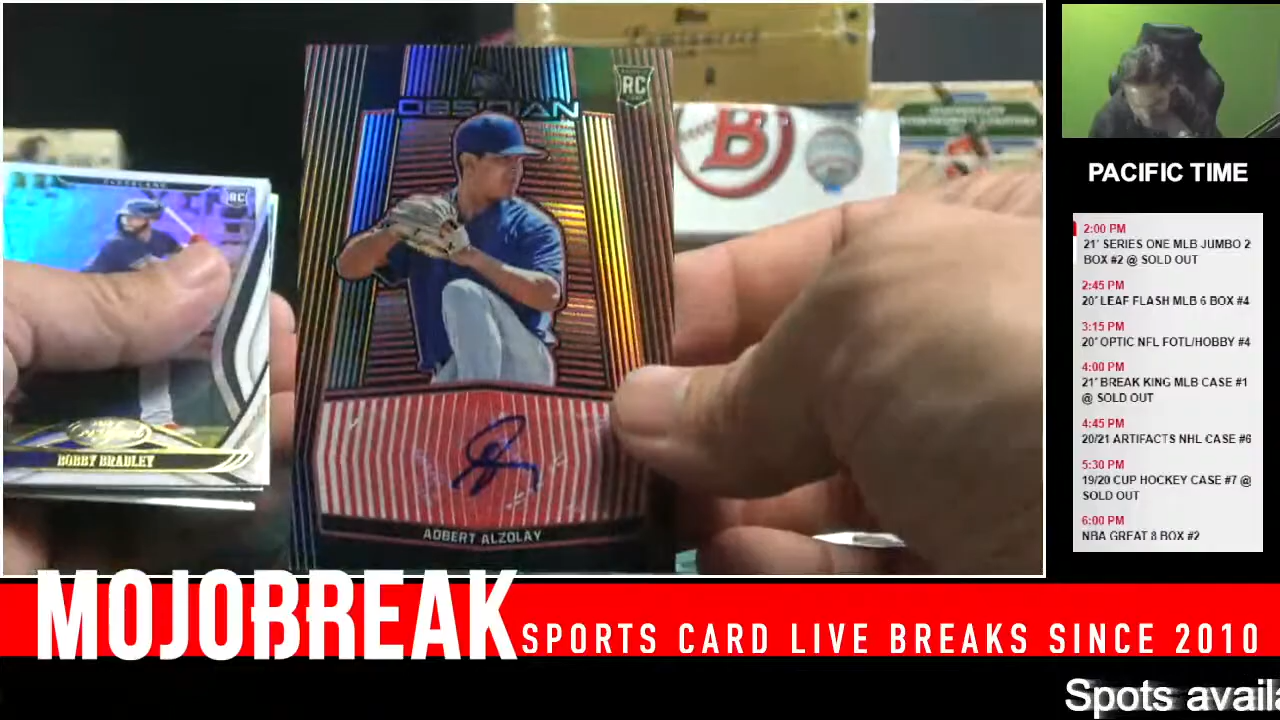 OBSIDIAN
RC
ADBERT ALZOLAY
RC
BOBBY BRADLEY
B
PACIFIC TIME
2:00 PM
21' SERIES ONE MLB JUMBO 2
BOX #2 @ SOLD OUT
2:45 PM
20' LEAF FLASH MLB 6 BOX #4
3:15 PM
20' OPTIC NFL FOTL/HOBBY #4
4:00 PM
21' BREAK KING MLB CASE #1
@ SOLD OUT
4:45 PM
20/21 ARTIFACTS NHL CASE #6
5:30 PM
19/20 CUP HOCKEY CASE #7 @
SOLD OUT
6:00 PM
NBA GREAT 8 BOX #2
MOJOBREAK
SPORTS CARD LIVE BREAKS SINCE 2010
Spots availa